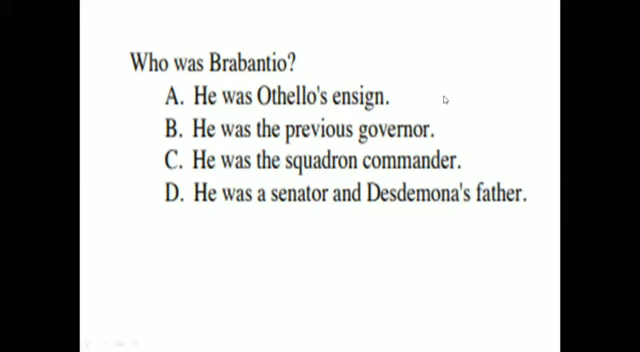 Who was Brabantio?
A. He was Othello's ensign.
B. He was the previous governor.
C. He was the squadron commander.
D. He was a senator and Desdemona's father.